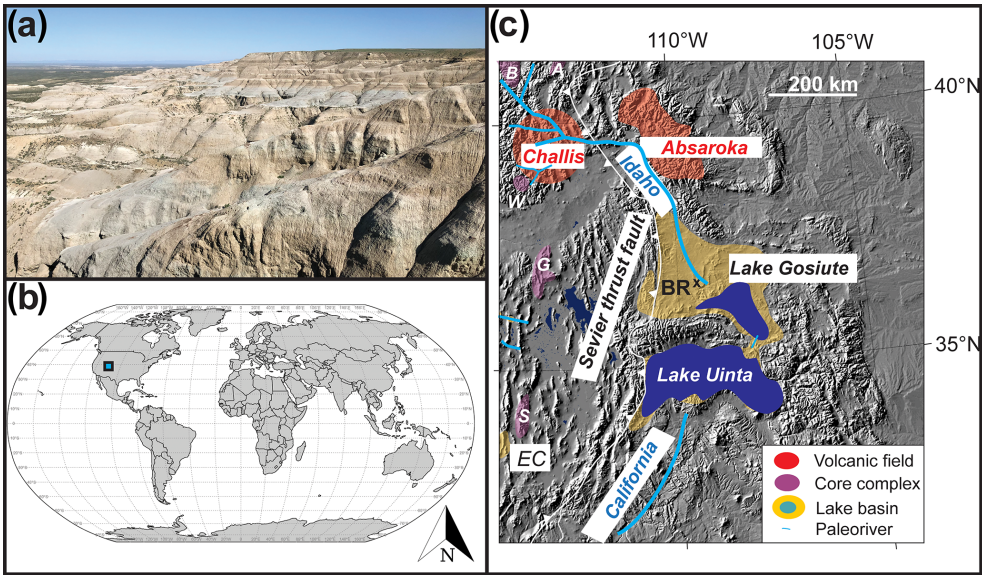 (a)
(b)
N
(c)
110°W
105°W
40°N
35°N
200 km
B
A
Challis
Absaroka
W
Idaho
Sevier thrust fault
G
Lake Gosiute
BR
x
Lake Uinta
S
EC
California
Volcanic field
Core complex
Lake basin
Paleoriver